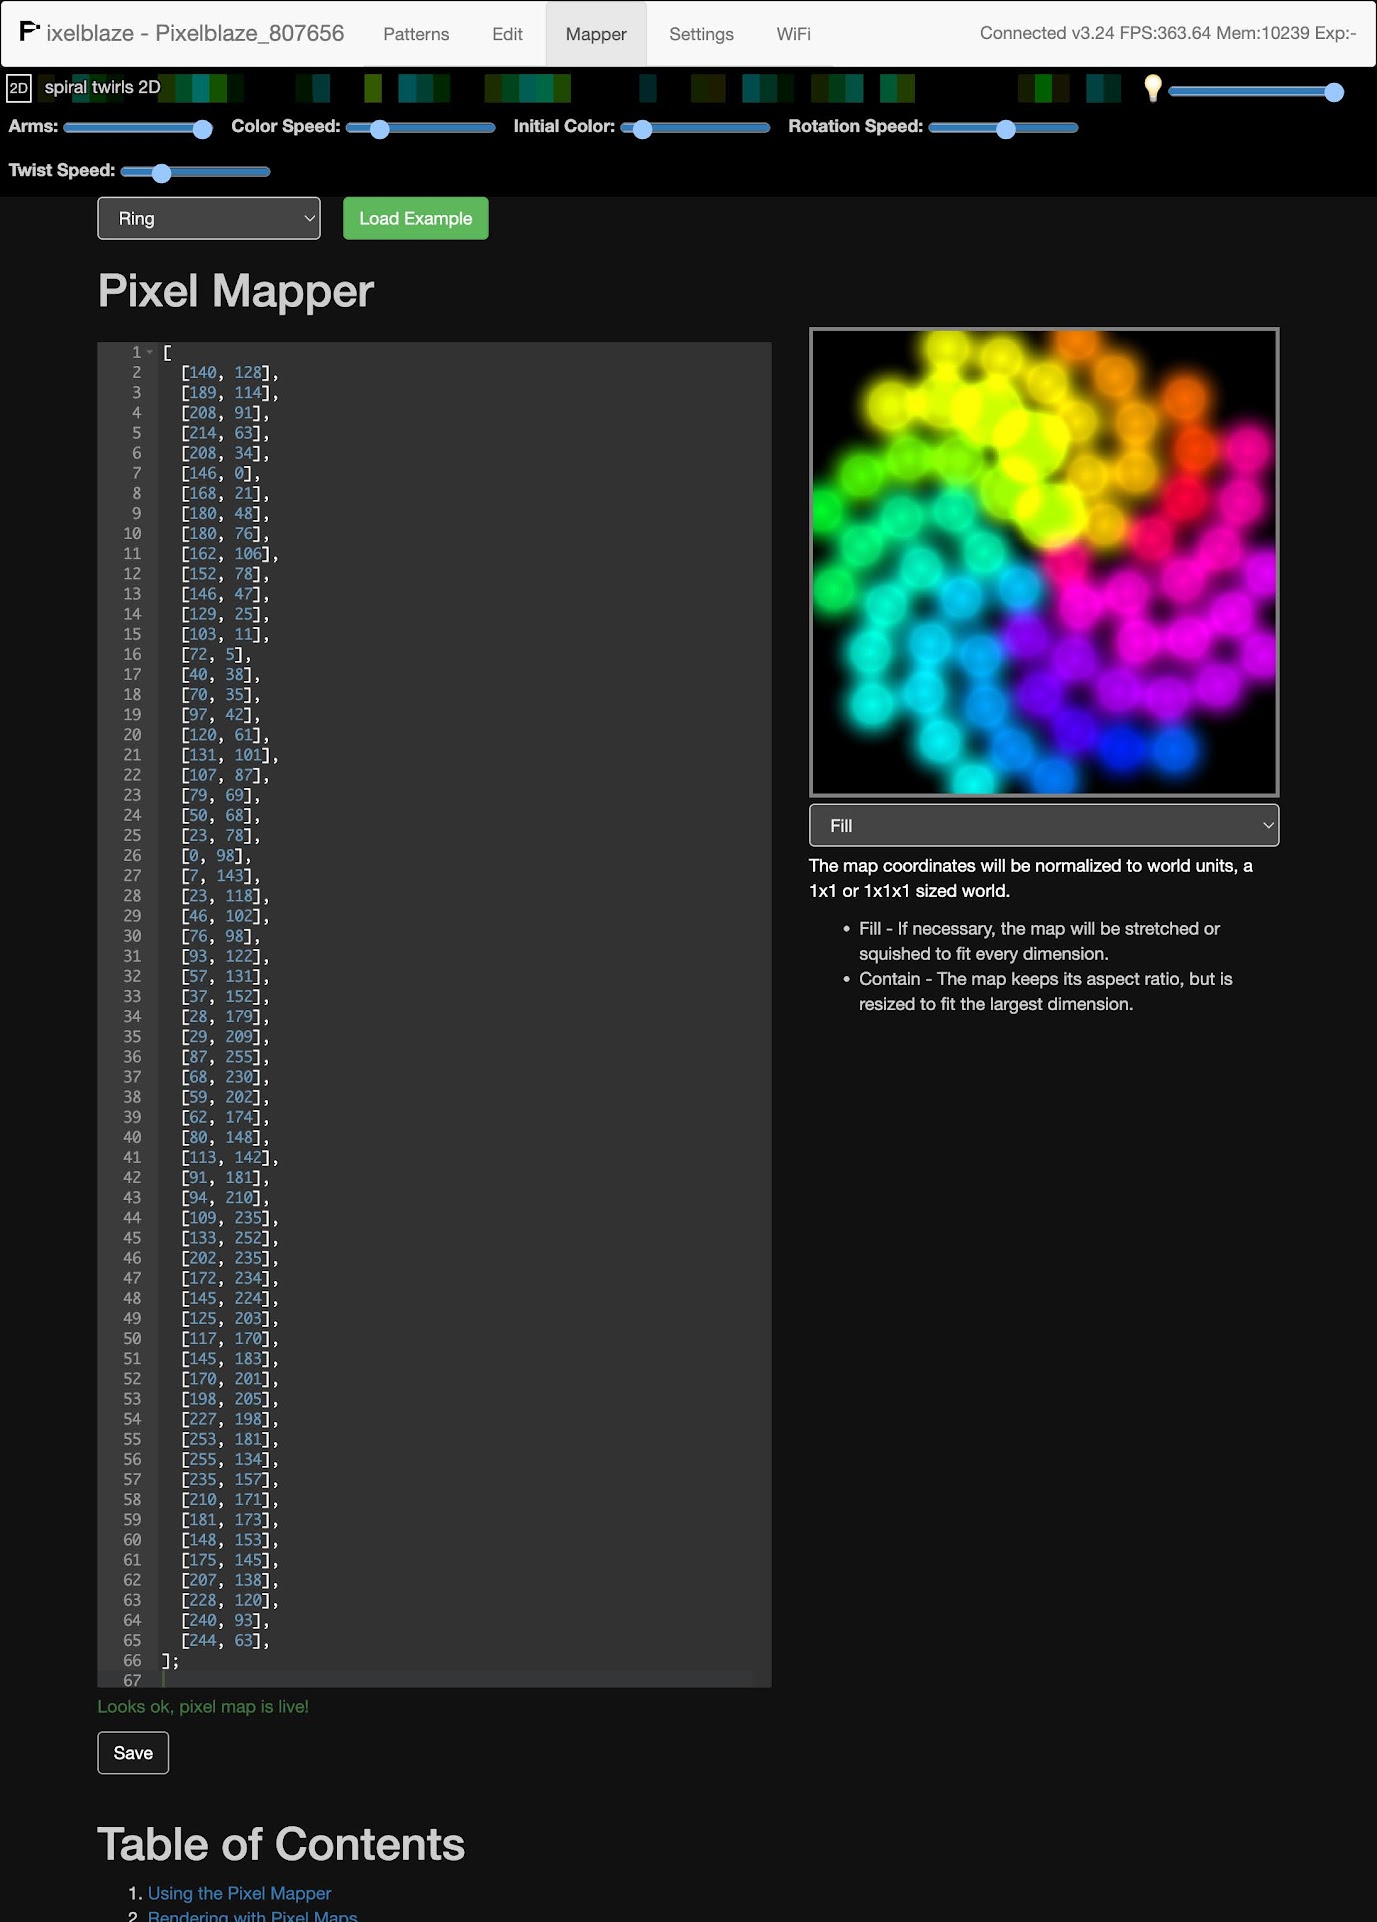 Pixelblaze - Pixelblaze_807656 Patterns Edit Mapper Settings WiFi Connected v3.24 FPS:363.64 Mem:10239 Exp:-
2D spiral twirls 2D
Arms: Color Speed: Initial Color: Rotation Speed:
Twist Speed:
Ring Load Example
Pixel Mapper
1 [
2 [140, 128],
3 [189, 114],
4 [208, 91],
5 [214, 63],
6 [208, 34],
7 [146, 0],
8 [168, 21],
9 [180, 48],
10 [180, 76],
11 [162, 106],
12 [152, 78],
13 [146, 47],
14 [129, 25],
15 [103, 11],
16 [72, 5],
17 [40, 38],
18 [70, 35],
19 [97, 42],
20 [120, 61],
21 [131, 101],
22 [107, 87],
23 [79, 69],
24 [50, 68],
25 [23, 78],
26 [0, 98],
27 [7, 143],
28 [23, 118],
29 [46, 102],
30 [76, 98],
31 [93, 122],
32 [57, 131],
33 [37, 152],
34 [28, 179],
35 [29, 209],
36 [87, 255],
37 [68, 230],
38 [59, 202],
39 [62, 174],
40 [80, 148],
41 [113, 142],
42 [91, 181],
43 [94, 210],
44 [109, 235],
45 [133, 252],
46 [202, 235],
47 [172, 234],
48 [145, 224],
49 [125, 203],
50 [117, 170],
51 [145, 183],
52 [170, 201],
53 [198, 205],
54 [227, 198],
55 [253, 181],
56 [255, 134],
57 [235, 157],
58 [210, 171],
59 [181, 173],
60 [148, 153],
61 [175, 145],
62 [207, 138],
63 [228, 120],
64 [240, 93],
65 [244, 63],
66 ];
67
Looks ok, pixel map is live!
Save
Fill
The map coordinates will be normalized to world units, a
1x1 or 1x1x1 sized world.
• Fill - If necessary, the map will be stretched or
squished to fit every dimension.
• Contain - The map keeps its aspect ratio, but is
resized to fit the largest dimension.
Table of Contents
1. Using the Pixel Mapper
2. Rendering with Pixel Maps